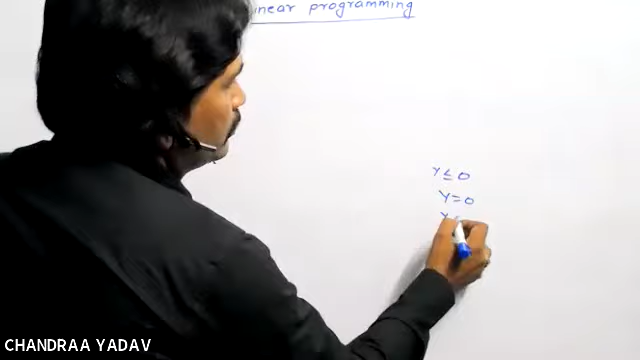 inear programming
Y ≤ 0
Y = 0
Y <
CHANDRAA YADAV